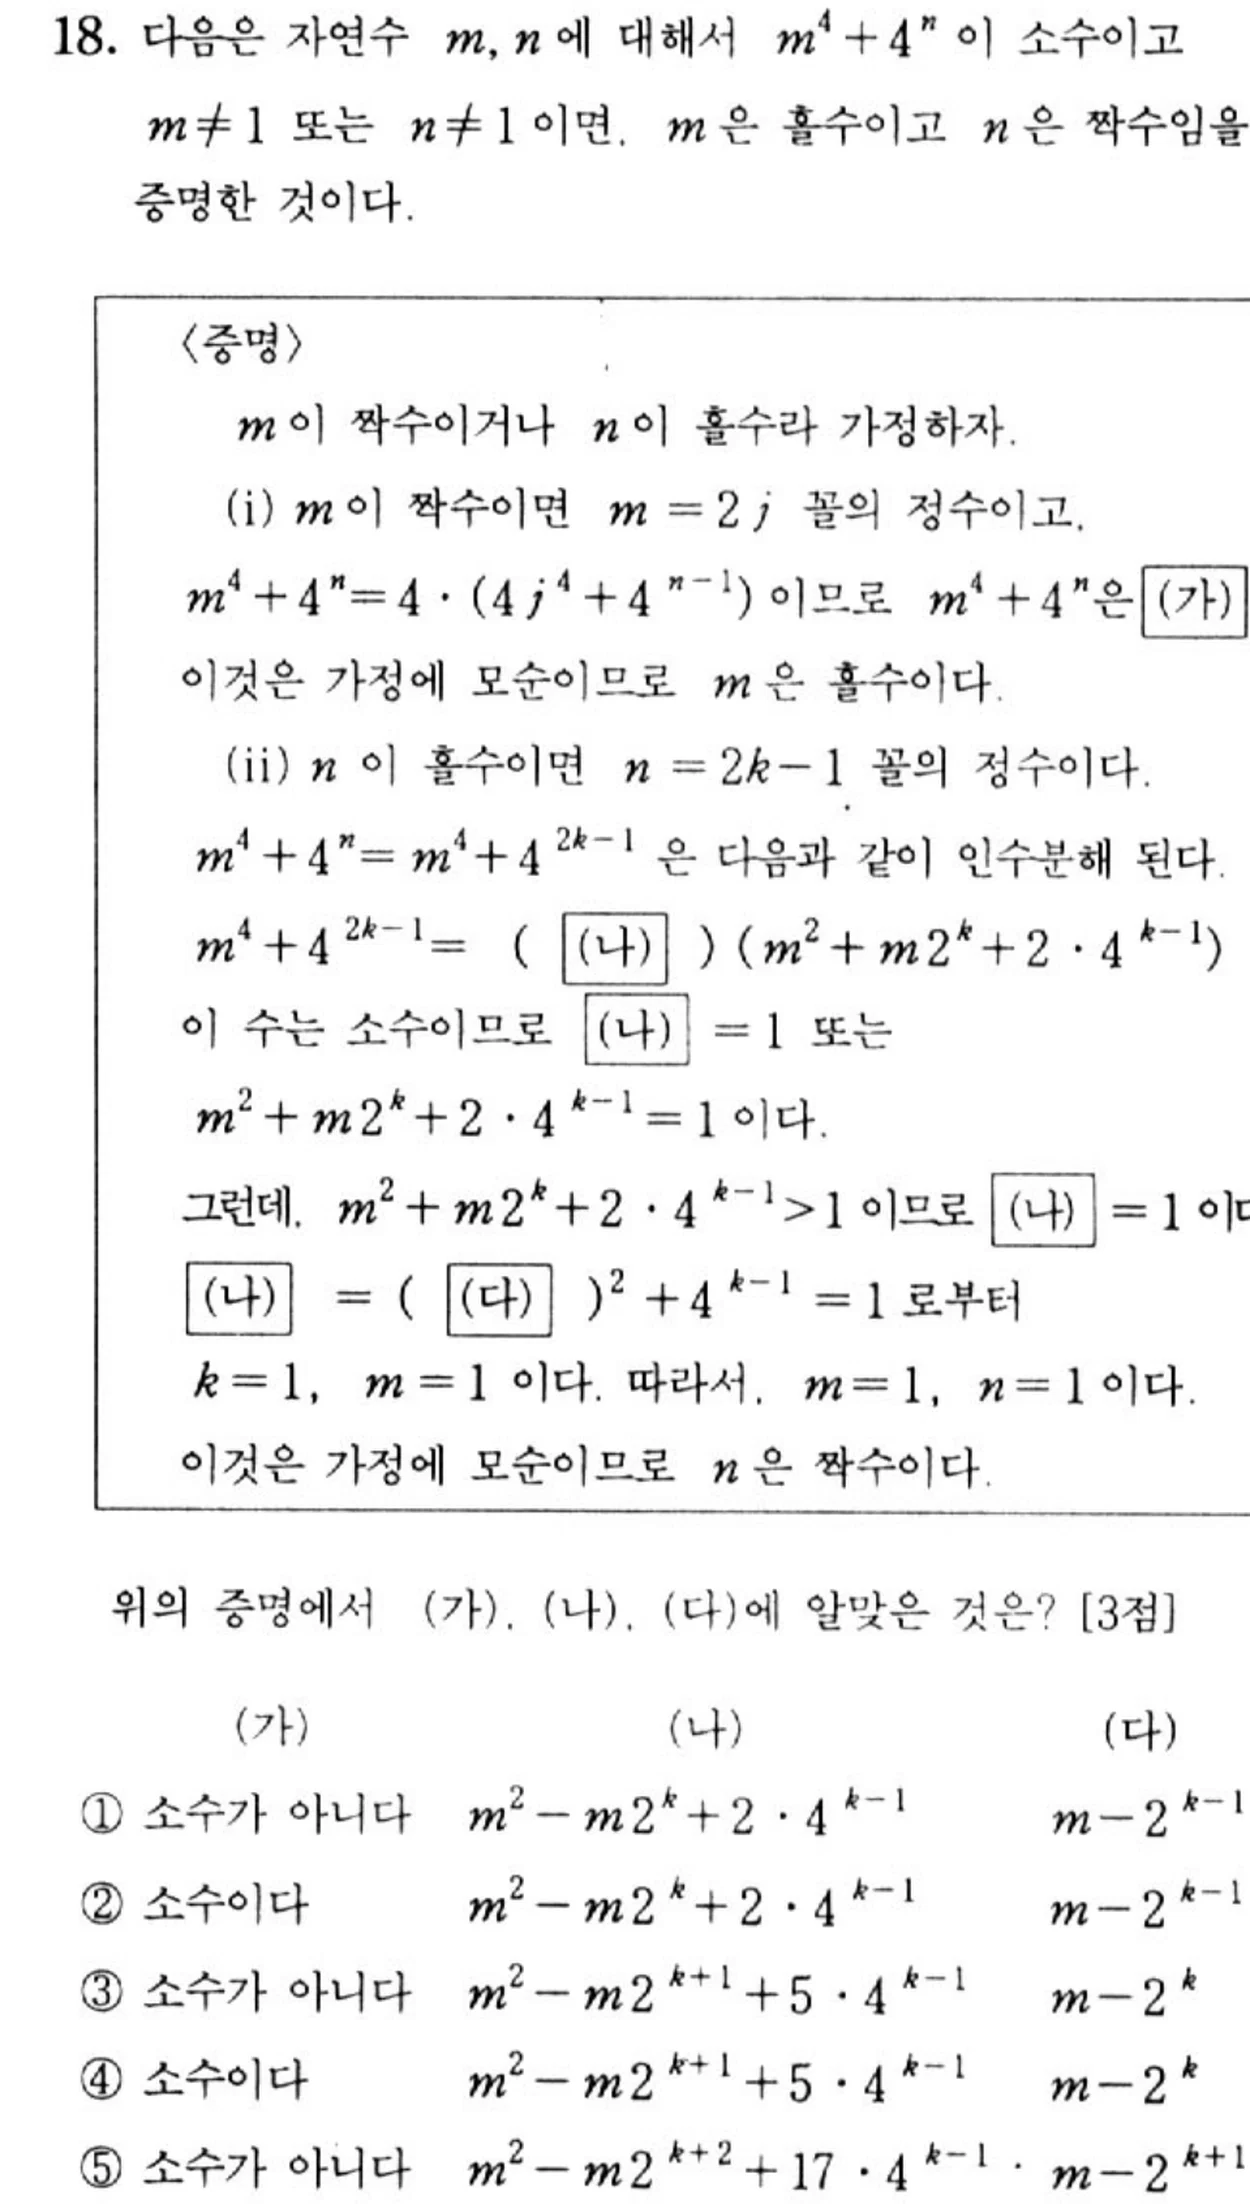 18. 다음은 자연수 m, n에 대해서 m⁴+4ⁿ이 소수이고
m≠1 또는 n≠1이면, m은 홀수이고 n은 짝수임을
증명한 것이다.
〈증명〉
m이 짝수이거나 n이 홀수라 가정하자.
(i) m이 짝수이면 m=2j 꼴의 정수이고,
m⁴+4ⁿ=4·(4j⁴+4ⁿ⁻¹)이므로 m⁴+4ⁿ은 (가)
이것은 가정에 모순이므로 m은 홀수이다.
(ii) n이 홀수이면 n=2k-1 꼴의 정수이다.
m⁴+4ⁿ=m⁴+4²ᵏ⁻¹은 다음과 같이 인수분해 된다.
m⁴+4²ᵏ⁻¹= ( (나) )(m²+m2ᵏ+2·4ᵏ⁻¹)
이 수는 소수이므로 (나) =1 또는
m²+m2ᵏ+2·4ᵏ⁻¹=1이다.
그런데, m²+m2ᵏ+2·4ᵏ⁻¹>1이므로 (나) =1이
(나) =( (다) )²+4ᵏ⁻¹=1로부터
k=1, m=1이다. 따라서, m=1, n=1이다.
이것은 가정에 모순이므로 n은 짝수이다.
위의 증명에서 (가), (나), (다)에 알맞은 것은? [3점]
(가) (나) (다)
① 소수가 아니다 m²-m2ᵏ+2·4ᵏ⁻¹ m-2ᵏ⁻¹
② 소수이다 m²-m2ᵏ+2·4ᵏ⁻¹ m-2ᵏ⁻¹
③ 소수가 아니다 m²-m2ᵏ⁺¹+5·4ᵏ⁻¹ m-2ᵏ
④ 소수이다 m²-m2ᵏ⁺¹+5·4ᵏ⁻¹ m-2ᵏ
⑤ 소수가 아니다 m²-m2ᵏ⁺²+17·4ᵏ⁻¹ m-2ᵏ⁺¹